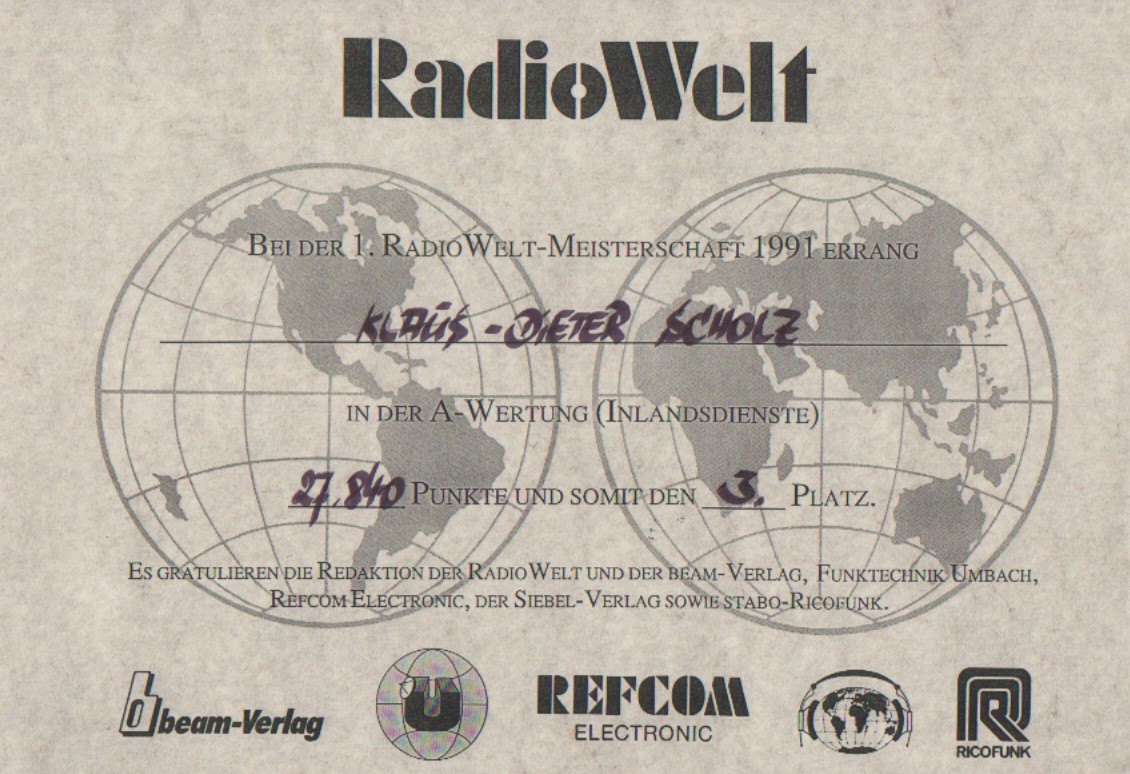 RadioWelt
BEI DER 1. RADIOWELT-MEISTERSCHAFT 1991 ERRANG
KLAUS-DIETER SCHOLZ
IN DER A-WERTUNG (INLANDSDIENSTE)
27.840 PUNKTE UND SOMIT DEN 3. PLATZ.
ES GRATULIEREN DIE REDAKTION DER RADIOWELT UND DER BEAM-VERLAG, FUNKTECHNIK UMBACH,
REFCOM ELECTRONIC, DER SIEBEL-VERLAG SOWIE STABO-RICOFUNK.
b beam-Verlag U REFCOM ELECTRONIC R RICOFUNK